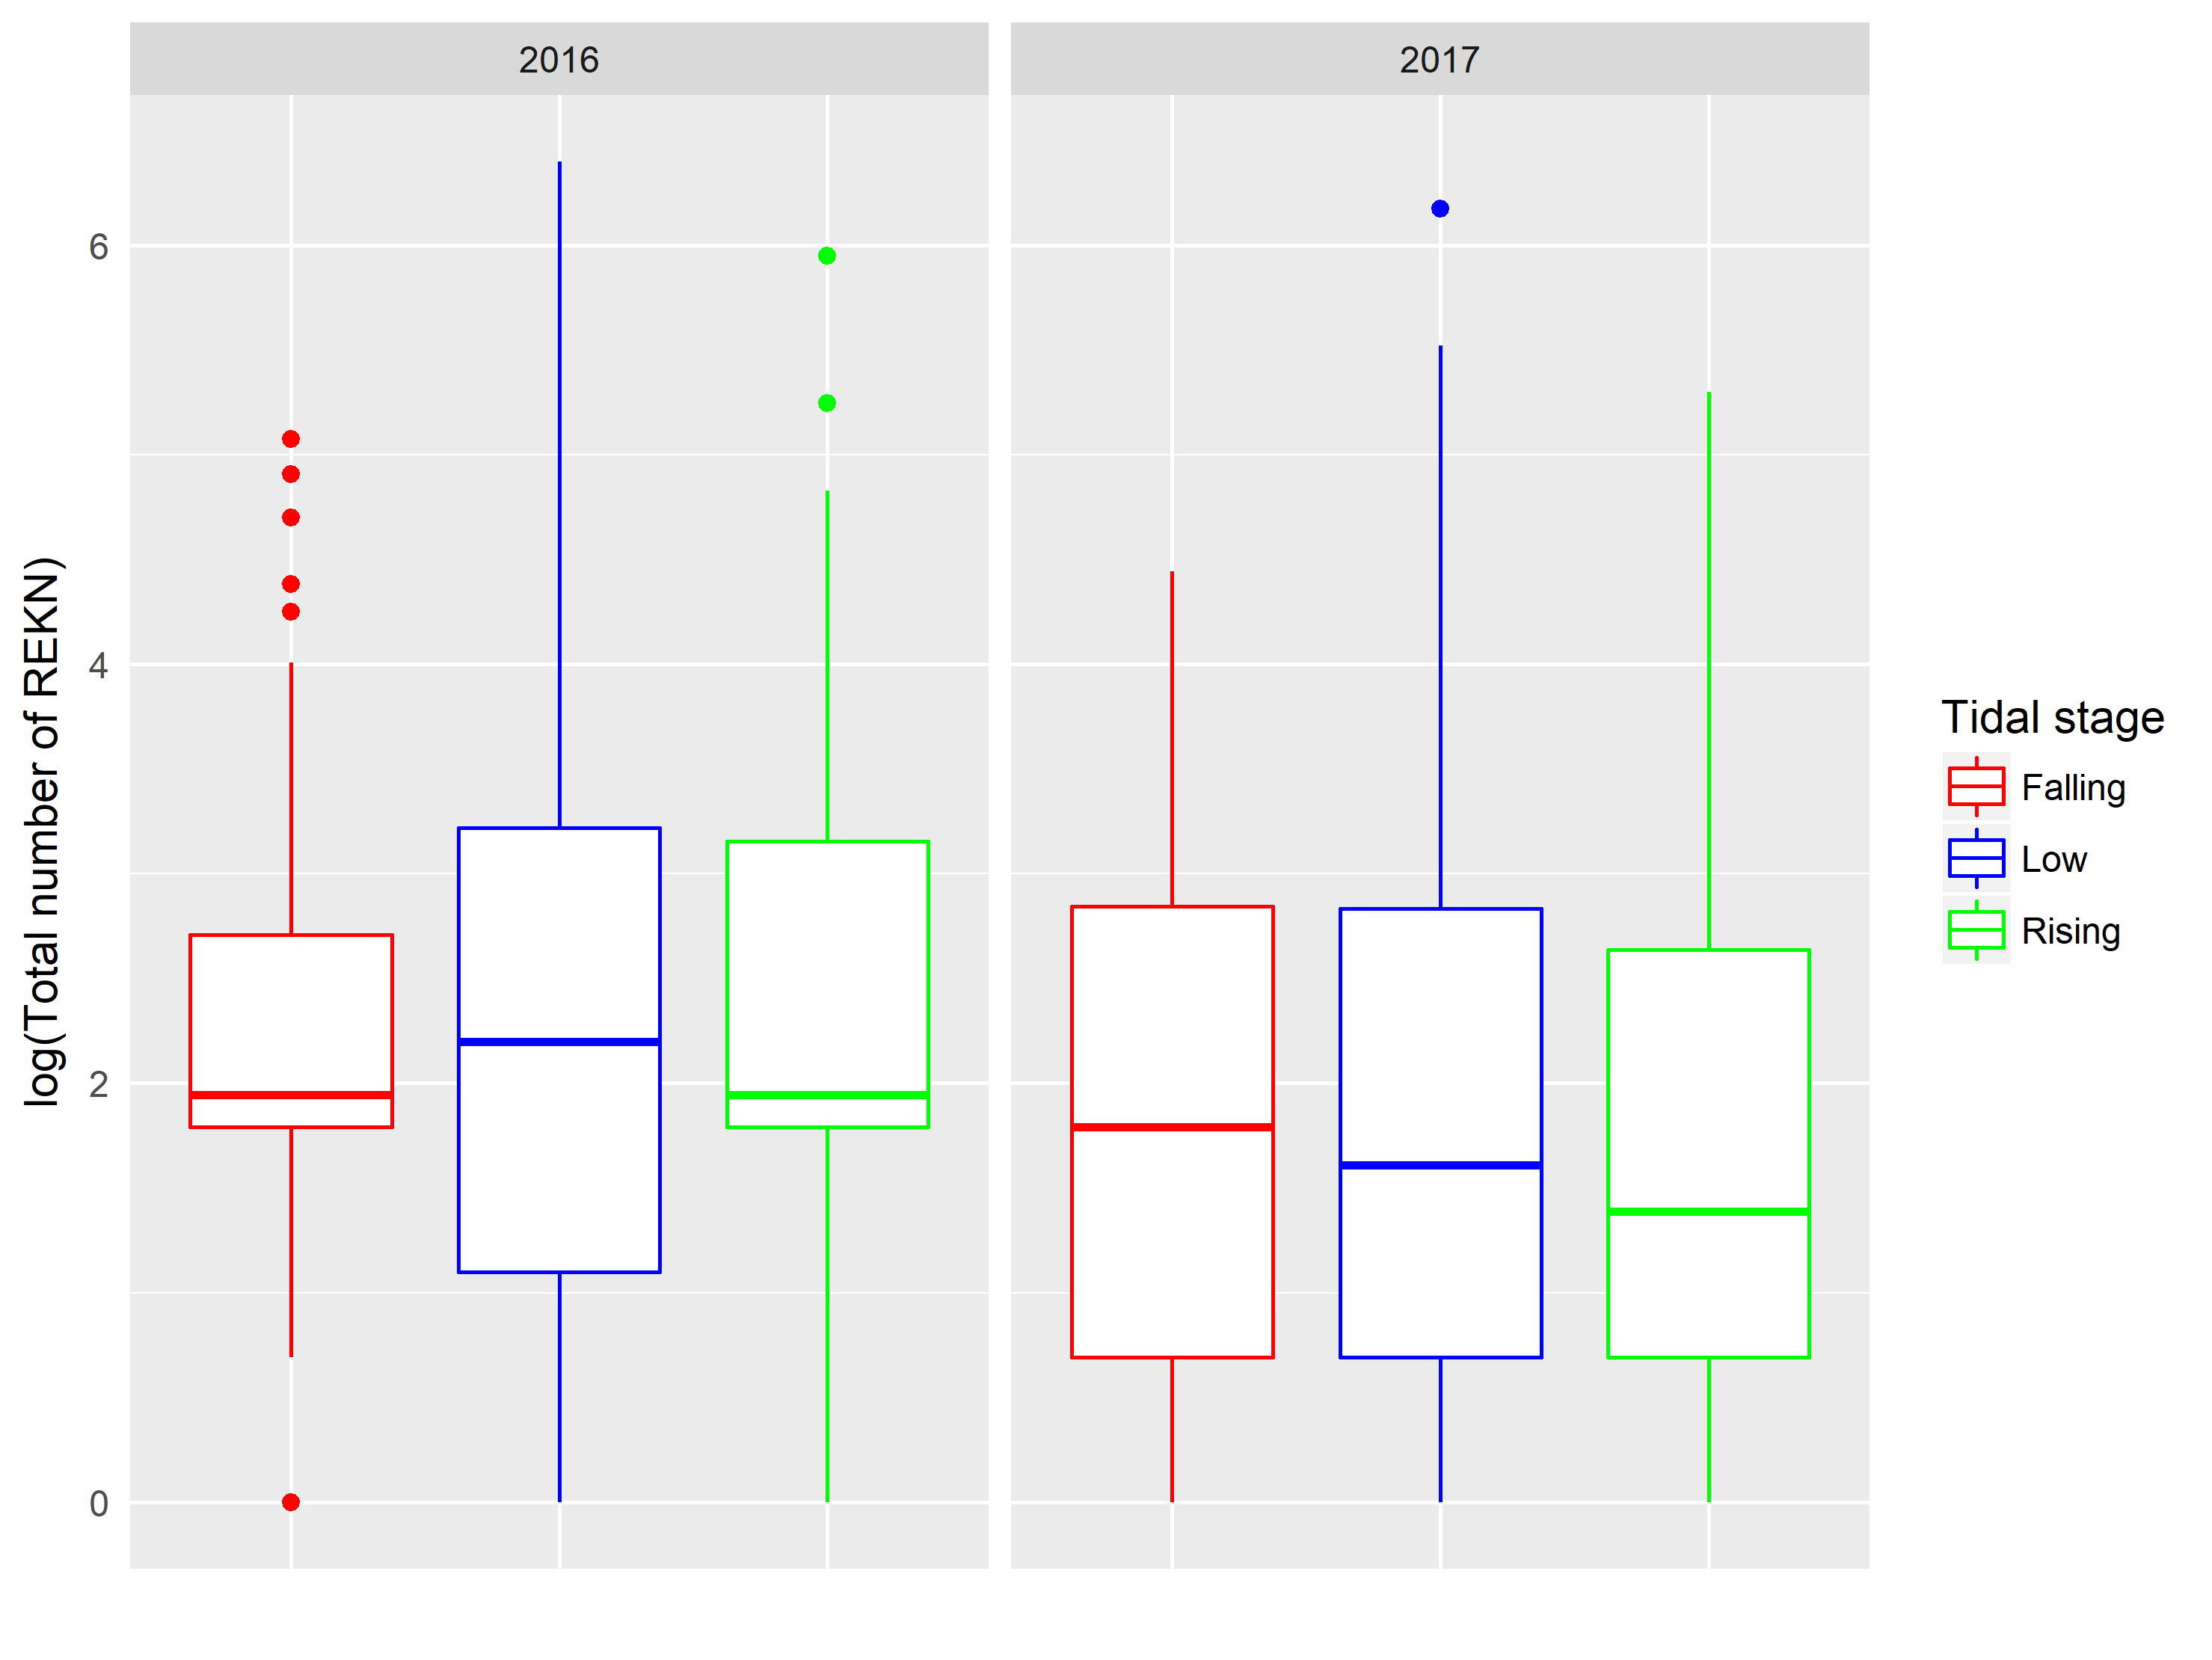 2016
2017
log(Total number of REKN)
6
4
2
0
Tidal stage
Falling
Low
Rising